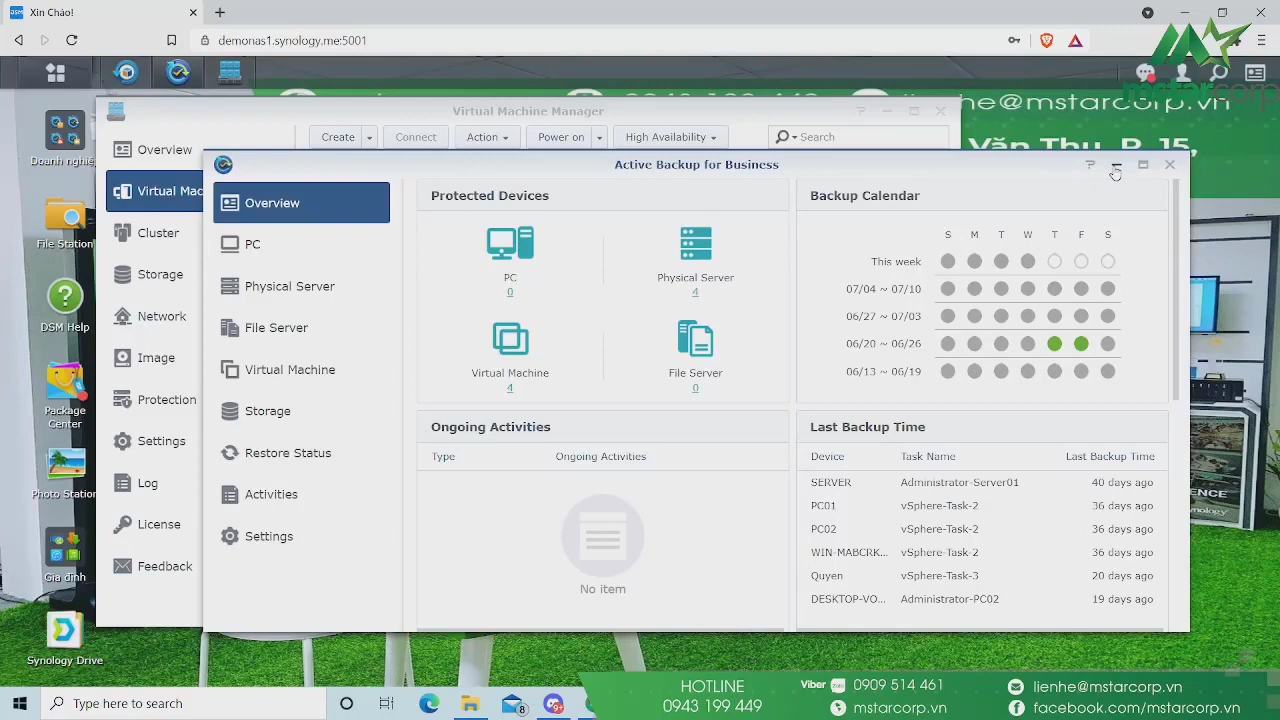 Xin Chào!
demonas1.synology.me:5001
mstarcorp
Virtual Machine Manager
Create
Connect
Action
Power on
High Availability
Search
Overview
Virtual Mac
Cluster
Storage
Network
Image
Protection
Settings
Log
License
Feedback
Doanh nghiệ
File Station
DSM Help
Package
Center
Photo Station
Gia đình
Synology Drive
Active Backup for Business
Overview
PC
Physical Server
File Server
Virtual Machine
Storage
Restore Status
Activities
Settings
Protected Devices
PC
0
Physical Server
4
Virtual Machine
4
File Server
0
Backup Calendar
S M T W T F S
This week
07/04 ~ 07/10
06/27 ~ 07/03
06/20 ~ 06/26
06/13 ~ 06/19
Ongoing Activities
Type Ongoing Activities
No item
Last Backup Time
Device Task Name Last Backup Time
SERVER Administrator-Server01 40 days ago
PC01 vSphere-Task-2 36 days ago
PC02 vSphere-Task-2 36 days ago
WIN-MABCRK... vSphere-Task-2 36 days ago
Quyen vSphere-Task-3 20 days ago
DESKTOP-VO... Administrator-PC02 19 days ago
he@mstarcorp.vn
Văn Thụ, P. 15,
Type here to search
HOTLINE
0943 199 449
Viber Zalo 0909 514 461
mstarcorp.vn
lienhe@mstarcorp.vn
facebook.com/mstarcorp.vn